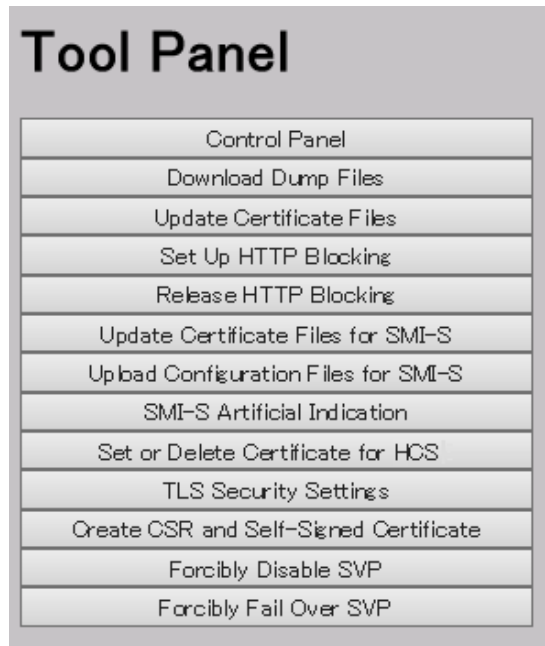 Tool Panel
Control Panel
Download Dump Files
Update Certificate Files
Set Up HTTP Blocking
Release HTTP Blocking
Update Certificate Files for SMI-S
Upload Configuration Files for SMI-S
SMI-S Artificial Indication
Set or Delete Certificate for HCS
TLS Security Settings
Create CSR and Self-Signed Certificate
Forcibly Disable SVP
Forcibly Fail Over SVP